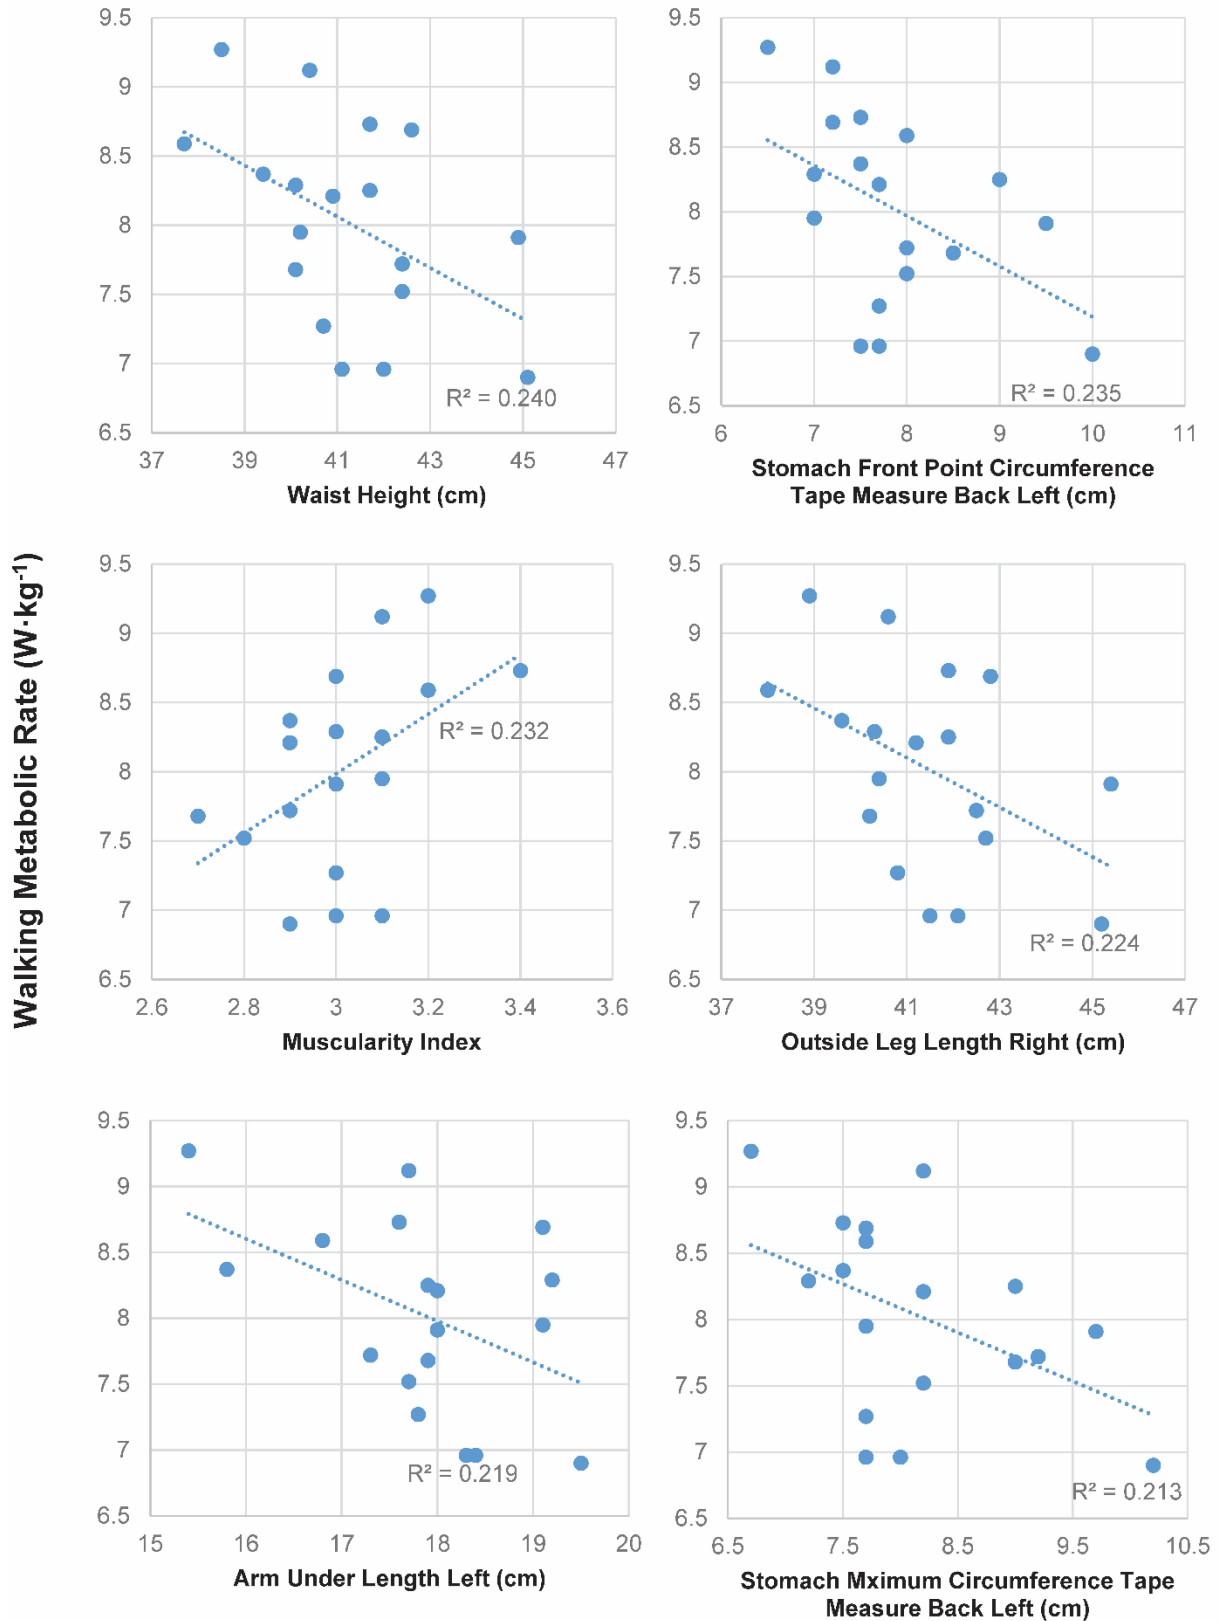 Walking Metabolic Rate (W·kg⁻¹)
9.5
9
8.5
8
7.5
7
6.5
37 39 41 43 45 47
R² = 0.240
Waist Height (cm)
9.5
9
8.5
8
7.5
7
6.5
6 7 8 9 10 11
R² = 0.235
Stomach Front Point Circumference
Tape Measure Back Left (cm)
9.5
9
8.5
8
7.5
7
6.5
2.6 2.8 3 3.2 3.4 3.6
R² = 0.232
Muscularity Index
9.5
9
8.5
8
7.5
7
6.5
37 39 41 43 45 47
R² = 0.224
Outside Leg Length Right (cm)
9.5
9
8.5
8
7.5
7
6.5
15 16 17 18 19 20
R² = 0.219
Arm Under Length Left (cm)
9.5
9
8.5
8
7.5
7
6.5
6.5 7.5 8.5 9.5 10.5
R² = 0.213
Stomach Mximum Circumference Tape
Measure Back Left (cm)